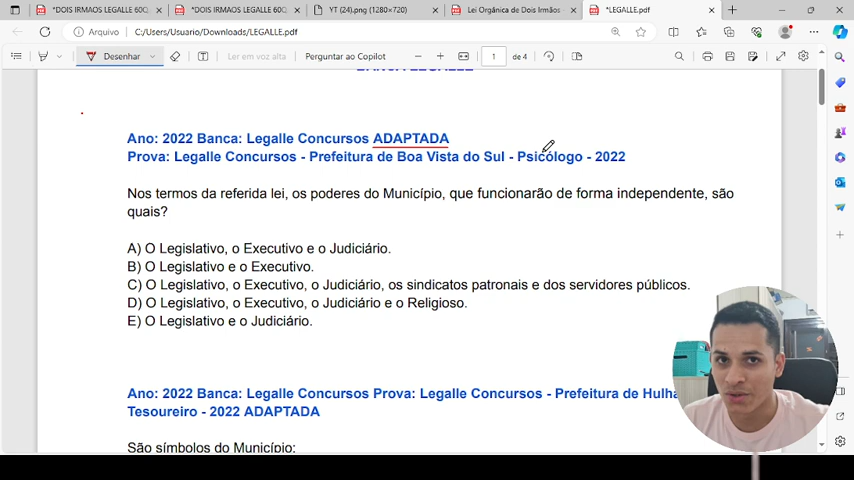 *DOIS IRMAOS LEGALLE 60Q.
*DOIS IRMAOS LEGALLE 60Q.
YT (24).png (1280×720)
Lei Orgânica de Dois Irmãos -
*LEGALLE.pdf
Arquivo
C:/Users/Usuario/Downloads/LEGALLE.pdf
Desenhar
Ler em voz alta
Perguntar ao Copilot
1
de 4
BANCA LEGALLE
Ano: 2022 Banca: Legalle Concursos ADAPTADA
Prova: Legalle Concursos - Prefeitura de Boa Vista do Sul - Psicólogo - 2022
Nos termos da referida lei, os poderes do Município, que funcionarão de forma independente, são
quais?
A) O Legislativo, o Executivo e o Judiciário.
B) O Legislativo e o Executivo.
C) O Legislativo, o Executivo, o Judiciário, os sindicatos patronais e dos servidores públicos.
D) O Legislativo, o Executivo, o Judiciário e o Religioso.
E) O Legislativo e o Judiciário.
Ano: 2022 Banca: Legalle Concursos Prova: Legalle Concursos - Prefeitura de Hulha
Tesoureiro - 2022 ADAPTADA
São símbolos do Município: